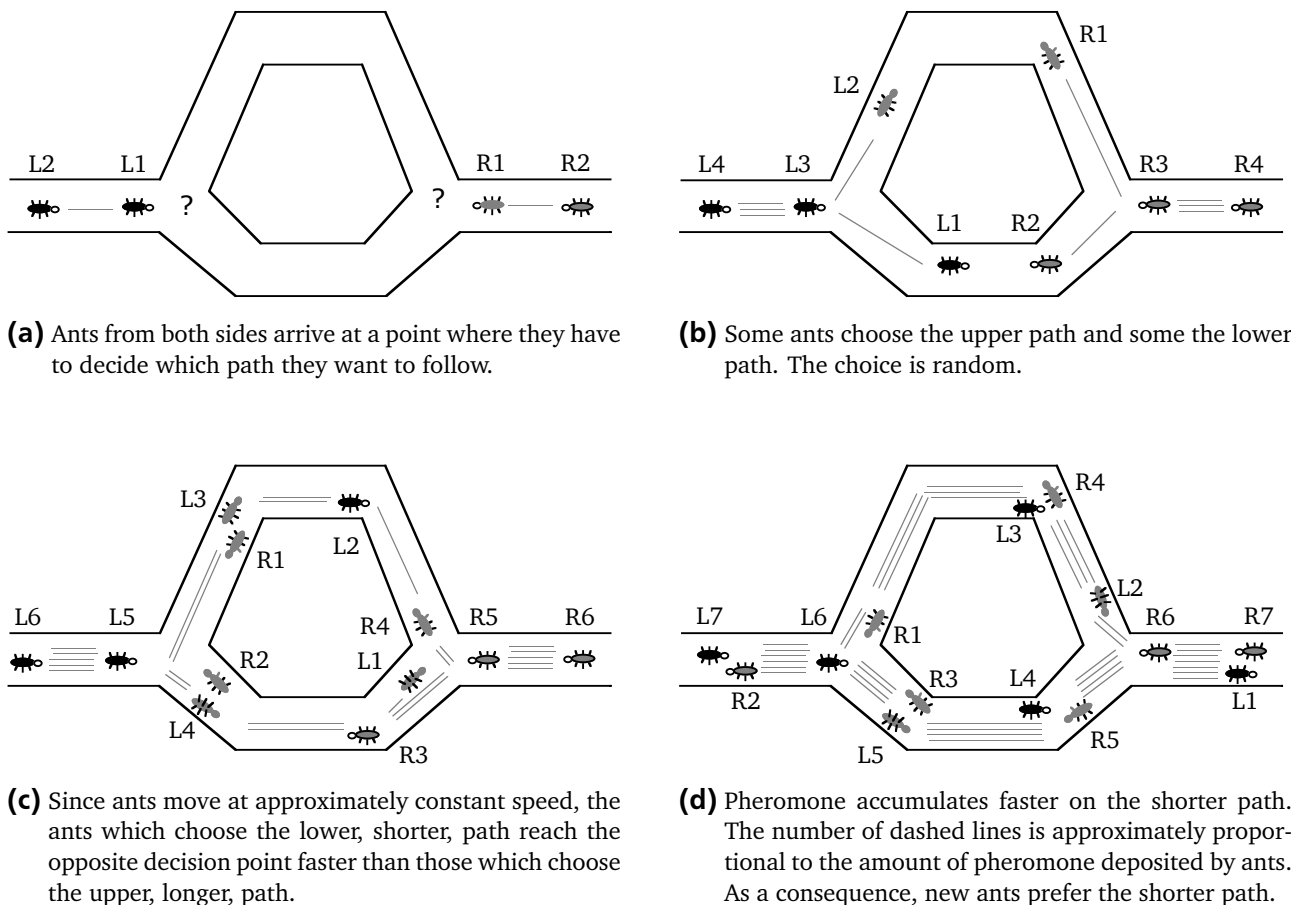 R1
L2
L2 L1 R1 R2
? ?
L4 L3 R3 R4
L1 R2
(a) Ants from both sides arrive at a point where they have
to decide which path they want to follow.
(b) Some ants choose the upper path and some the lower
path. The choice is random.
L3
R1 L2
L6 L5 R4 R5 R6
R2 L1
L4
R3
R4
L3
L2
L7 L6 R1 R6 R7
R2 R3 L4 L1
L5 R5
(c) Since ants move at approximately constant speed, the
ants which choose the lower, shorter, path reach the
opposite decision point faster than those which choose
the upper, longer, path.
(d) Pheromone accumulates faster on the shorter path.
The number of dashed lines is approximately propor-
tional to the amount of pheromone deposited by ants.
As a consequence, new ants prefer the shorter path.